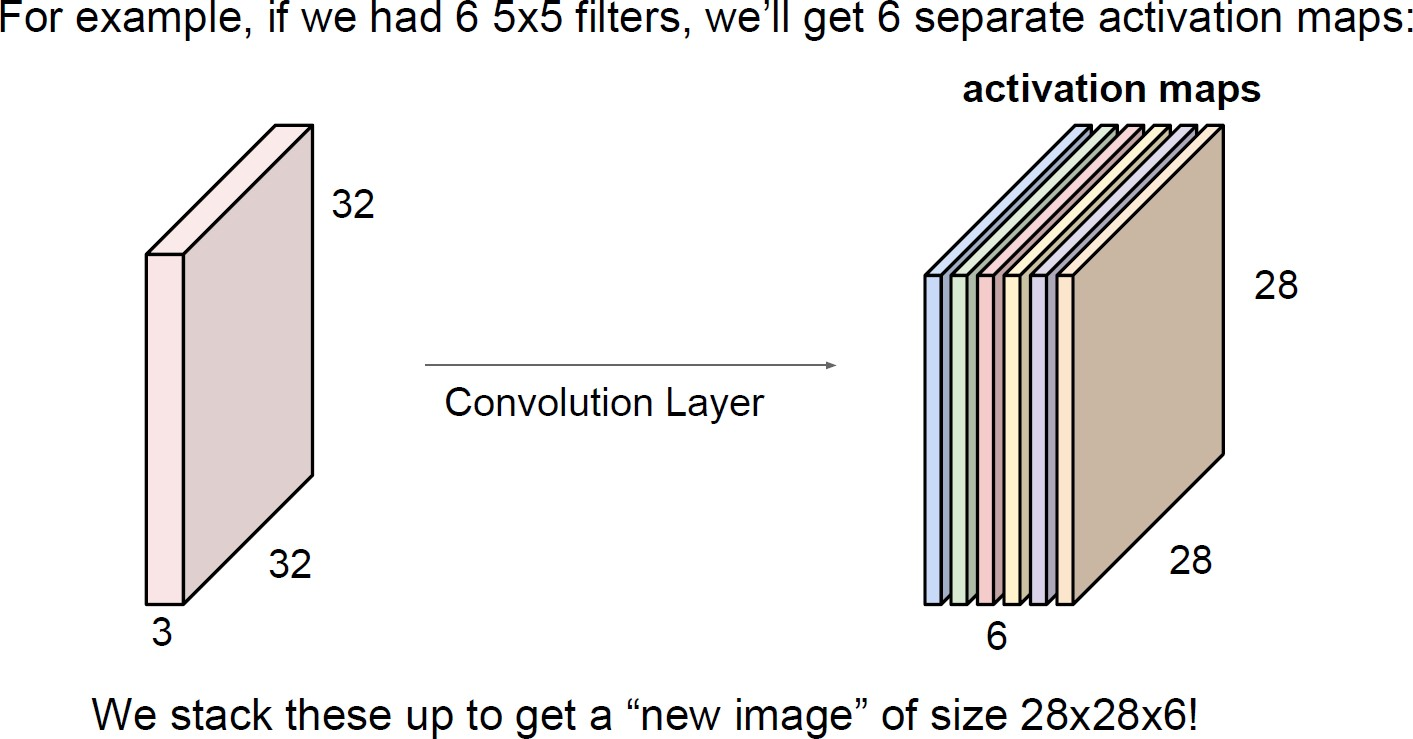 For example, if we had 6 5x5 filters, we’ll get 6 separate activation maps:
activation maps
32
28
Convolution Layer
32
28
3
6
We stack these up to get a “new image” of size 28x28x6!